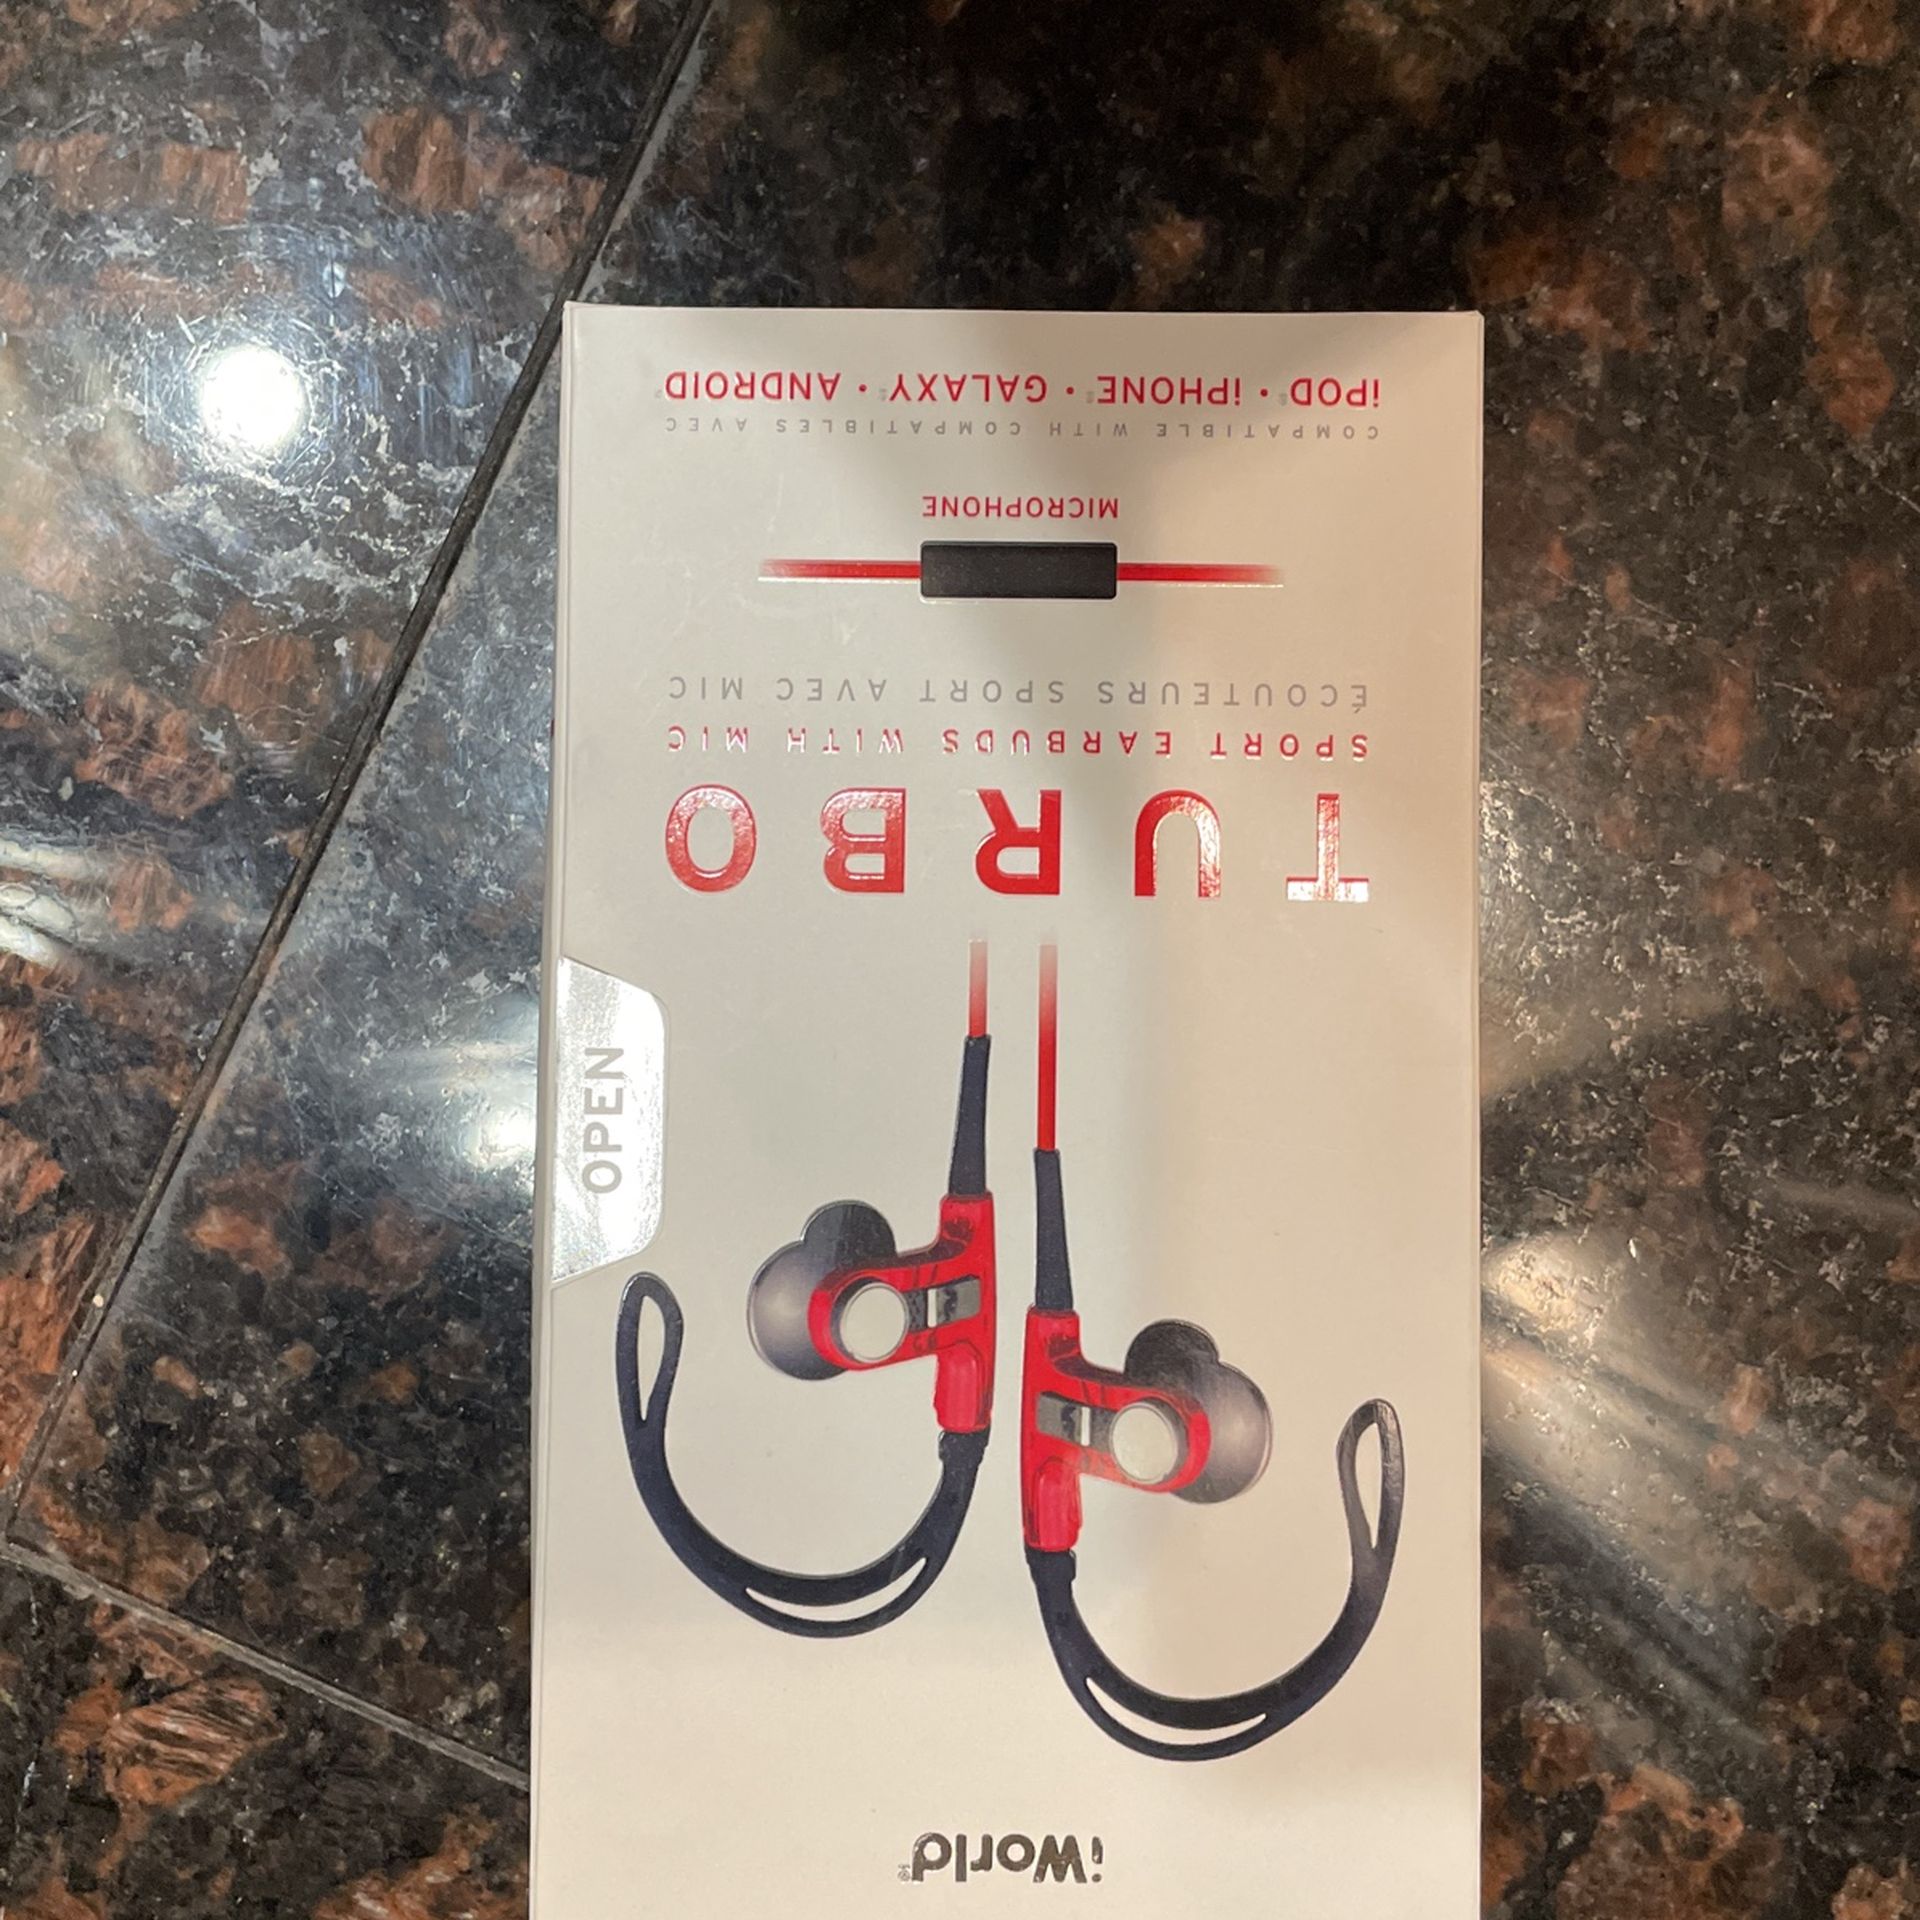 iWorld®
OPEN
TURBO
SPORT EARBUDS WITH MIC
ÉCOUTEURS SPORT AVEC MIC
MICROPHONE
COMPATIBLE WITH COMPATIBLES AVEC
iPOD® • iPHONE® • GALAXY® • ANDROID®